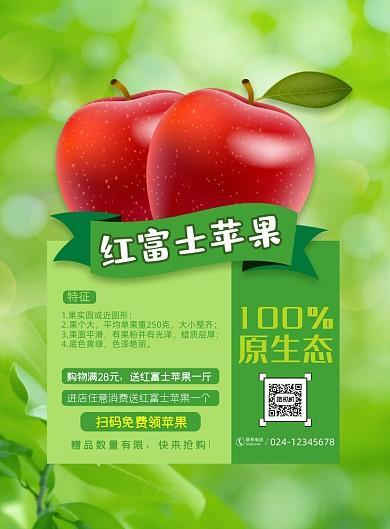 红富士苹果
特征
1.果实圆或近圆形;
2.果个大,平均单果重250克,大小整齐;
3.果面平滑,有果粉并有光泽,蜡质层厚;
4.底色黄绿,色泽艳丽。
100%
原生态
购物满28元,送红富士苹果一斤
进店任意消费送红富士苹果一个
扫码免费领苹果
赠品数量有限,快来抢购!
联系电话
024-12345678